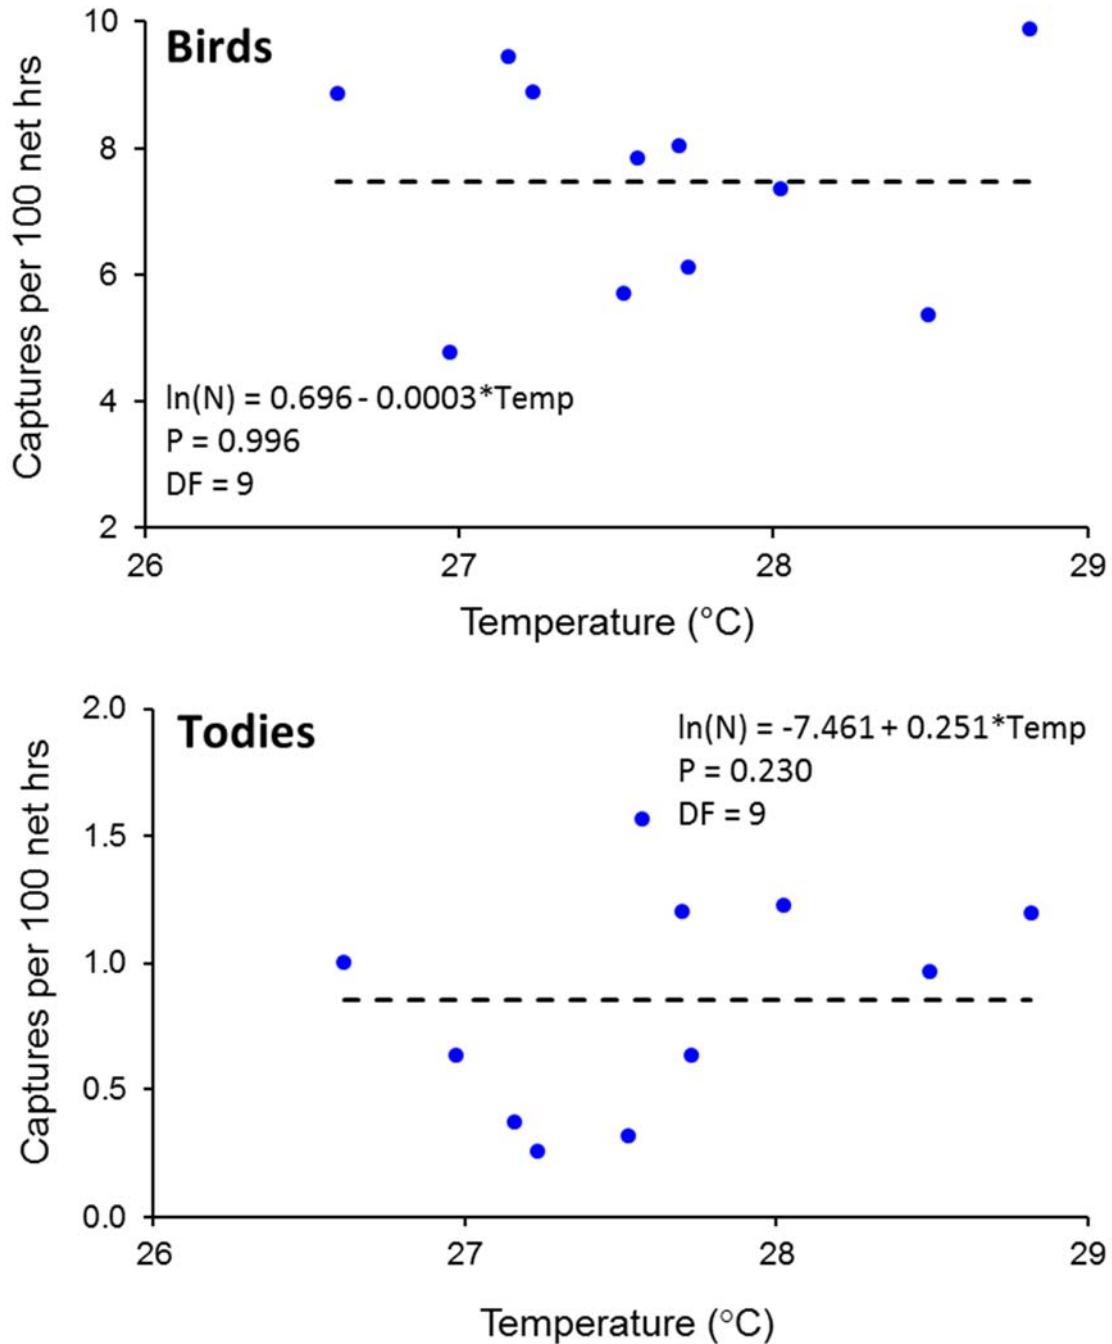 Birds
Captures per 100 net hrs
10
8
6
4
2
ln(N) = 0.696 - 0.0003*Temp
P = 0.996
DF = 9
26 27 28 29
Temperature (°C)
Todies
Captures per 100 net hrs
ln(N) = -7.461 + 0.251*Temp
P = 0.230
DF = 9
2.0
1.5
1.0
0.5
0.0
26 27 28 29
Temperature (°C)